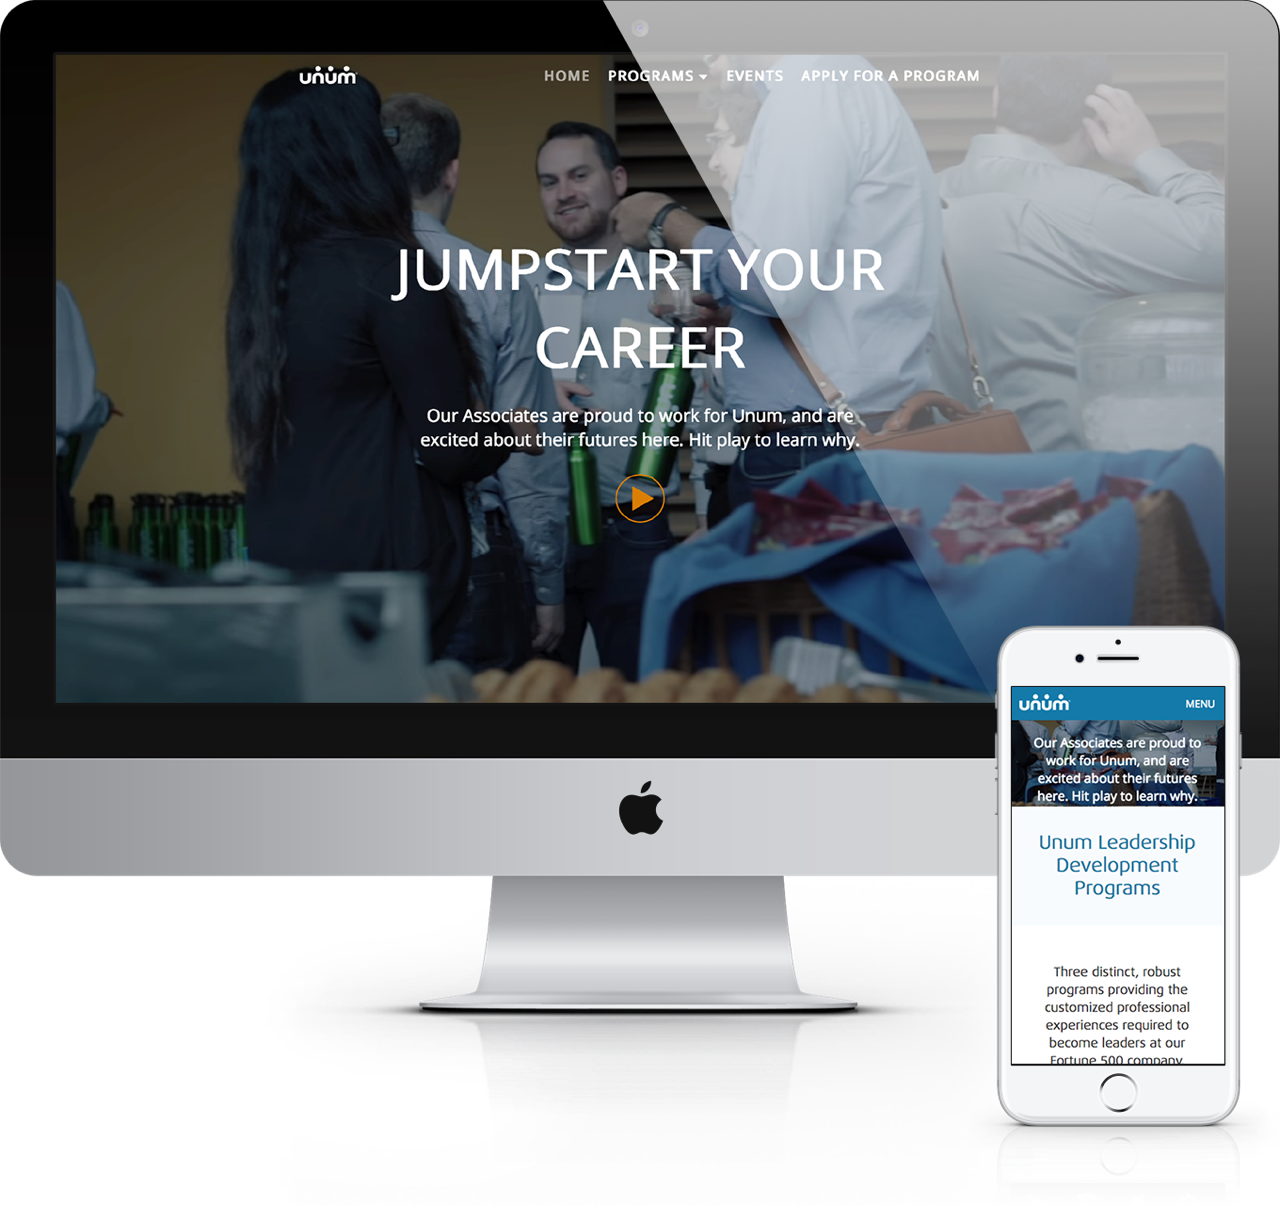 unum
HOME PROGRAMS EVENTS APPLY FOR A PROGRAM
JUMPSTART YOUR
CAREER
Our Associates are proud to work for Unum, and are
excited about their futures here. Hit play to learn why.
unum
MENU
Our Associates are proud to
work for Unum, and are
excited about their futures
here. Hit play to learn why.
Unum Leadership
Development
Programs
Three distinct, robust
programs providing the
customized professional
experiences required to
become leaders at our
Fortune 500 company